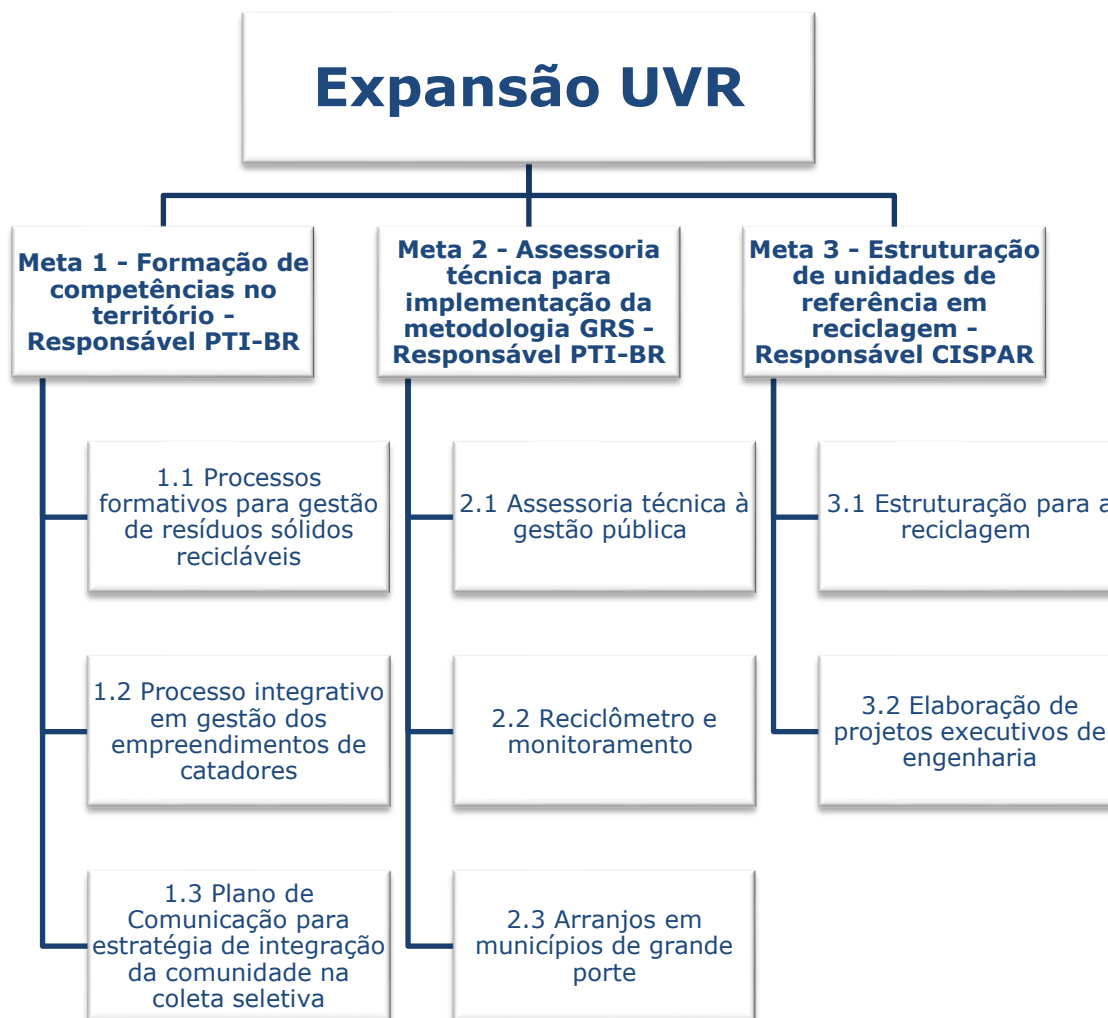 Expansão UVR
Meta 1 - Formação de
competências no
território -
Responsável PTI-BR
Meta 2 - Assessoria
técnica para
implementação da
metodologia GRS -
Responsável PTI-BR
Meta 3 - Estruturação
de unidades de
referência em
reciclagem -
Responsável CISPAR
1.1 Processos
formativos para gestão
de resíduos sólidos
recicláveis
2.1 Assessoria técnica à
gestão pública
3.1 Estruturação para a
reciclagem
1.2 Processo integrativo
em gestão dos
empreendimentos de
catadores
2.2 Reciclômetro e
monitoramento
3.2 Elaboração de
projetos executivos de
engenharia
1.3 Plano de
Comunicação para
estratégia de integração
da comunidade na
coleta seletiva
2.3 Arranjos em
municípios de grande
porte